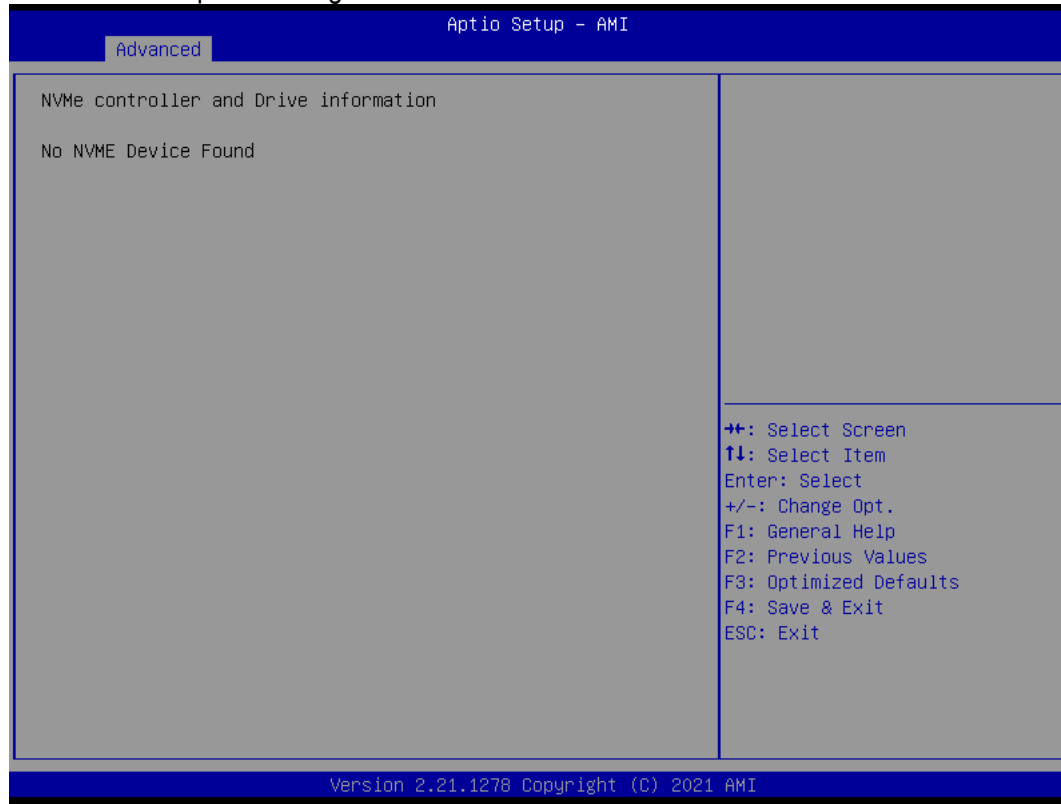 Aptio Setup – AMI
Advanced
NVMe controller and Drive information
No NVME Device Found
→←: Select Screen
↑↓: Select Item
Enter: Select
+/-: Change Opt.
F1: General Help
F2: Previous Values
F3: Optimized Defaults
F4: Save & Exit
ESC: Exit
Version 2.21.1278 Copyright (C) 2021 AMI